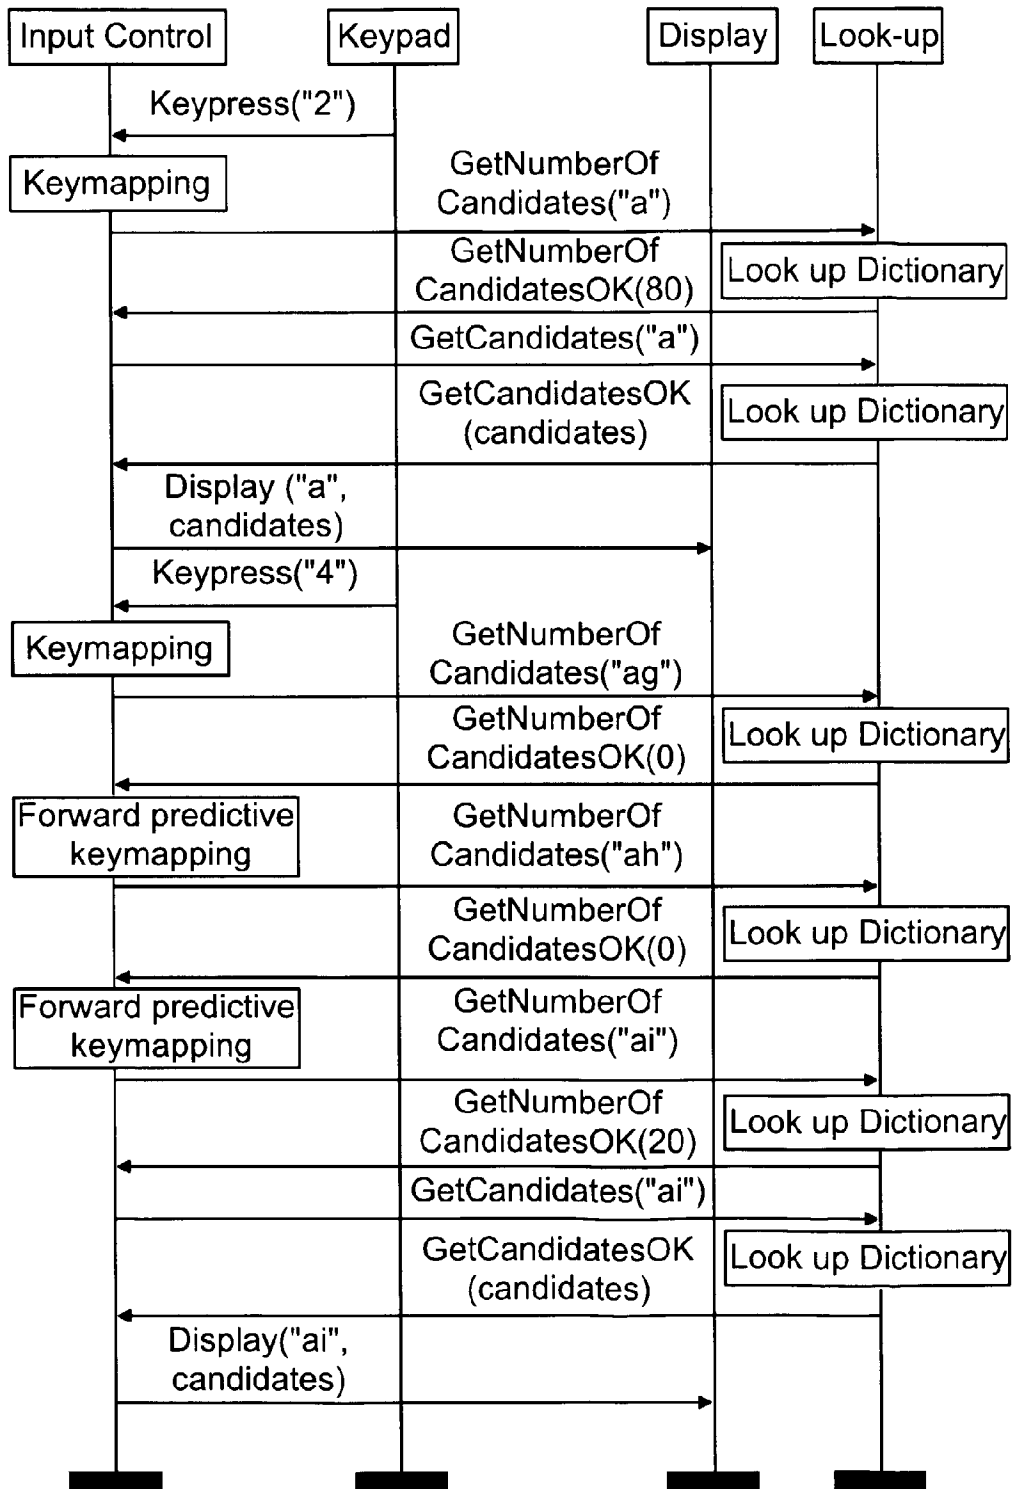 Input Control
Keypad
Display
Look-up
Keypress("2")
Keymapping
GetNumberOf
Candidates("a")
GetNumberOf
CandidatesOK(80)
Look up Dictionary
GetCandidates("a")
GetCandidatesOK
(candidates)
Look up Dictionary
Display ("a",
candidates)
Keypress("4")
Keymapping
GetNumberOf
Candidates("ag")
GetNumberOf
CandidatesOK(0)
Look up Dictionary
Forward predictive
keymapping
GetNumberOf
Candidates("ah")
GetNumberOf
CandidatesOK(0)
Look up Dictionary
Forward predictive
keymapping
GetNumberOf
Candidates("ai")
GetNumberOf
CandidatesOK(20)
Look up Dictionary
GetCandidates("ai")
GetCandidatesOK
(candidates)
Look up Dictionary
Display("ai",
candidates)